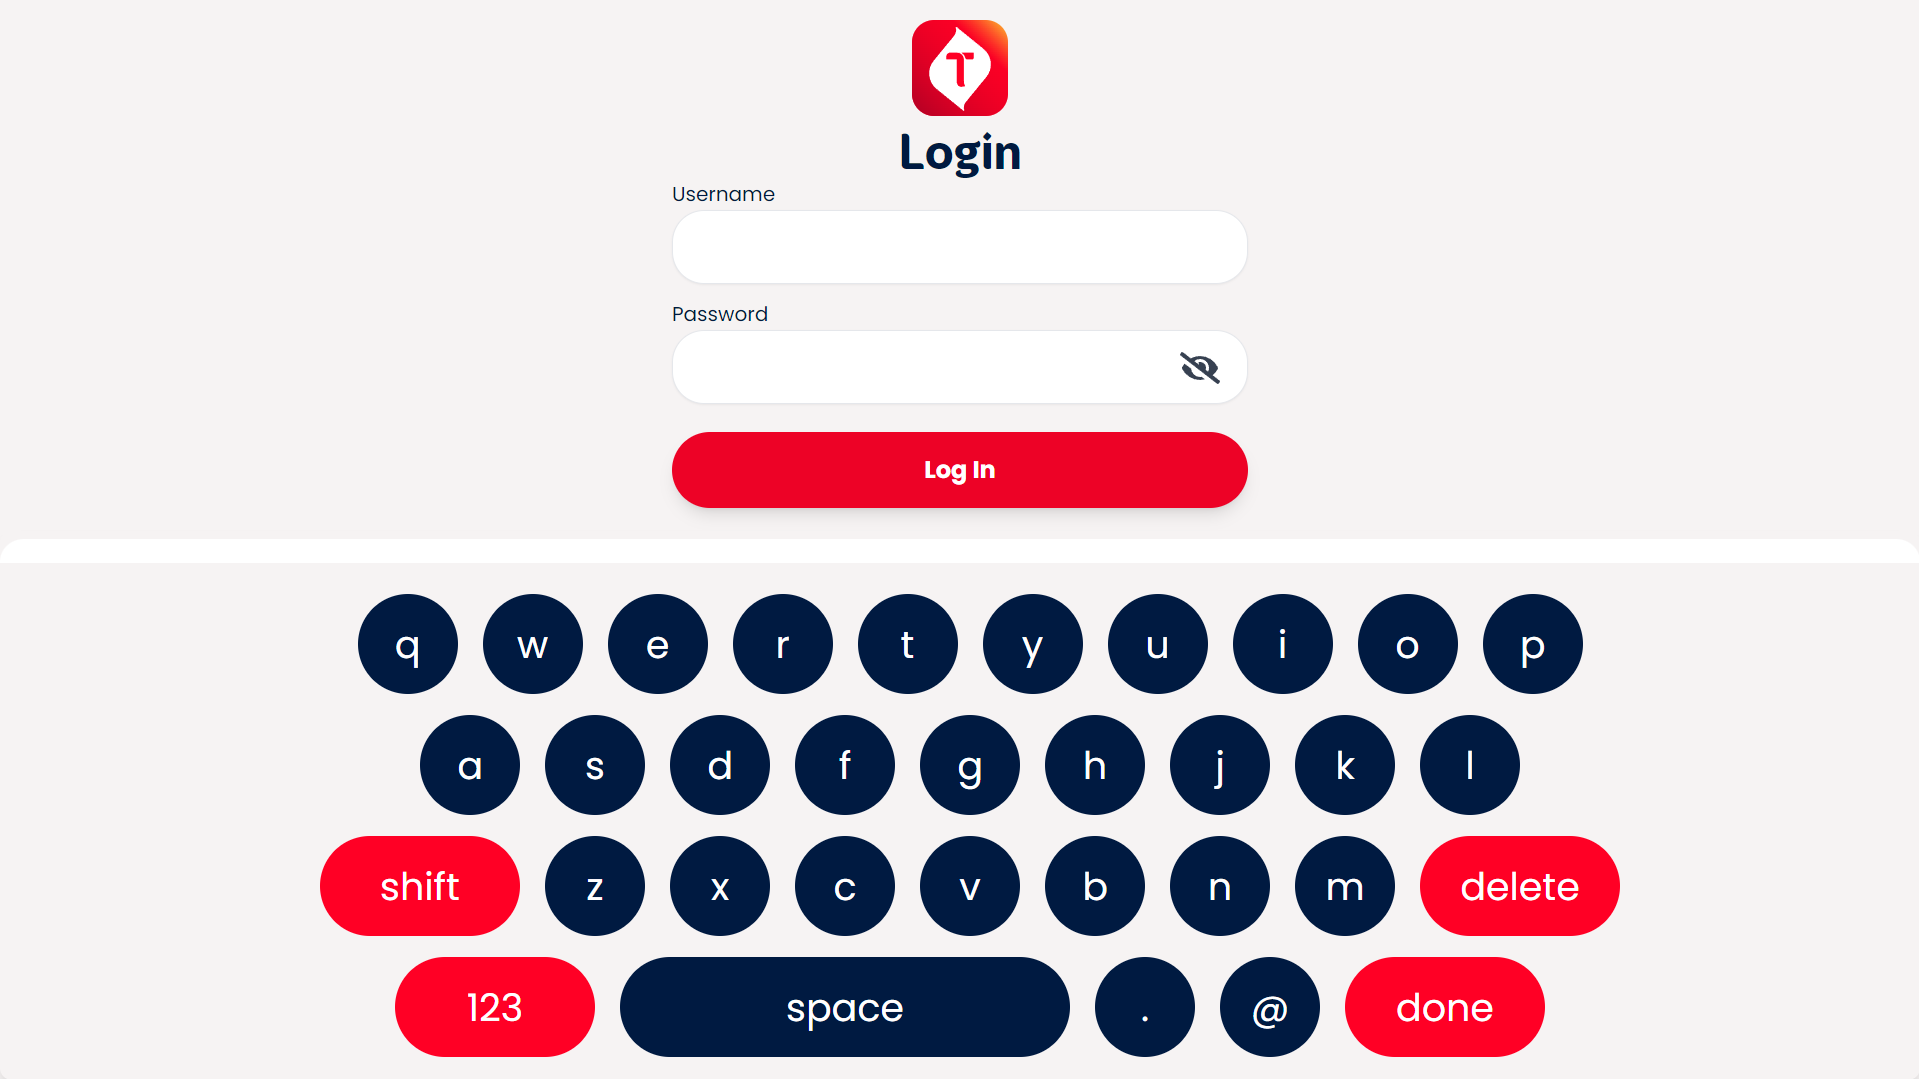 T
Login
Username
Password
Log In
q w e r t y u i o p
a s d f g h j k l
shift z x c v b n m delete
123 space . @ done